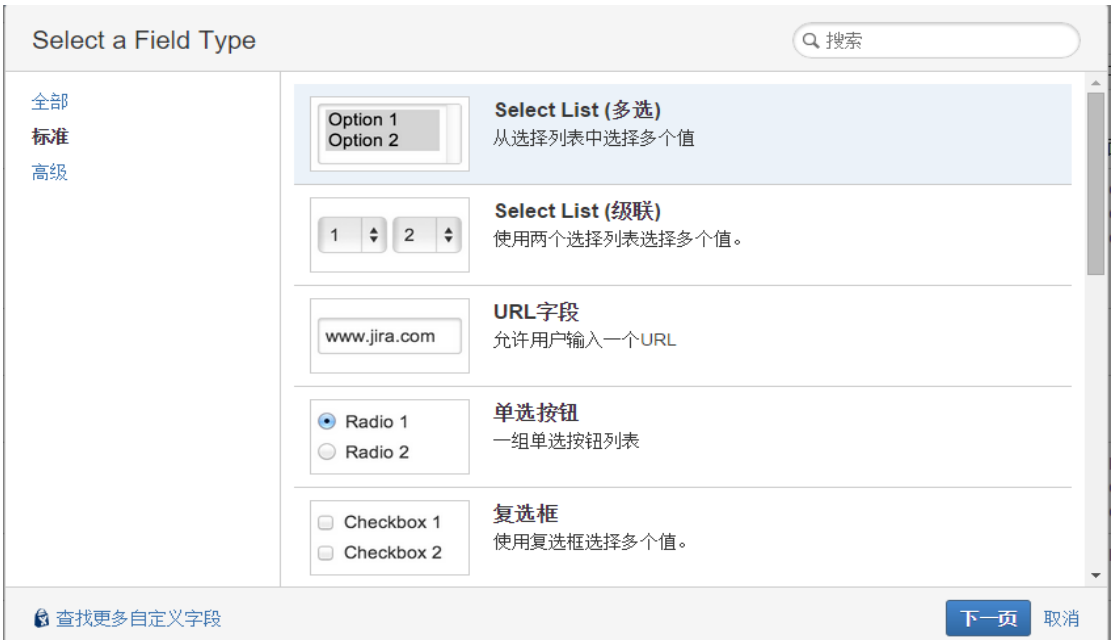 Select a Field Type
搜索
全部
标准
高级
Option 1
Option 2
Select List (多选)
从选择列表中选择多个值
1
2
Select List (级联)
使用两个选择列表选择多个值。
www.jira.com
URL字段
允许用户输入一个URL
Radio 1
Radio 2
单选按钮
一组单选按钮列表
Checkbox 1
Checkbox 2
复选框
使用复选框选择多个值。
查找更多自定义字段
下一页
取消